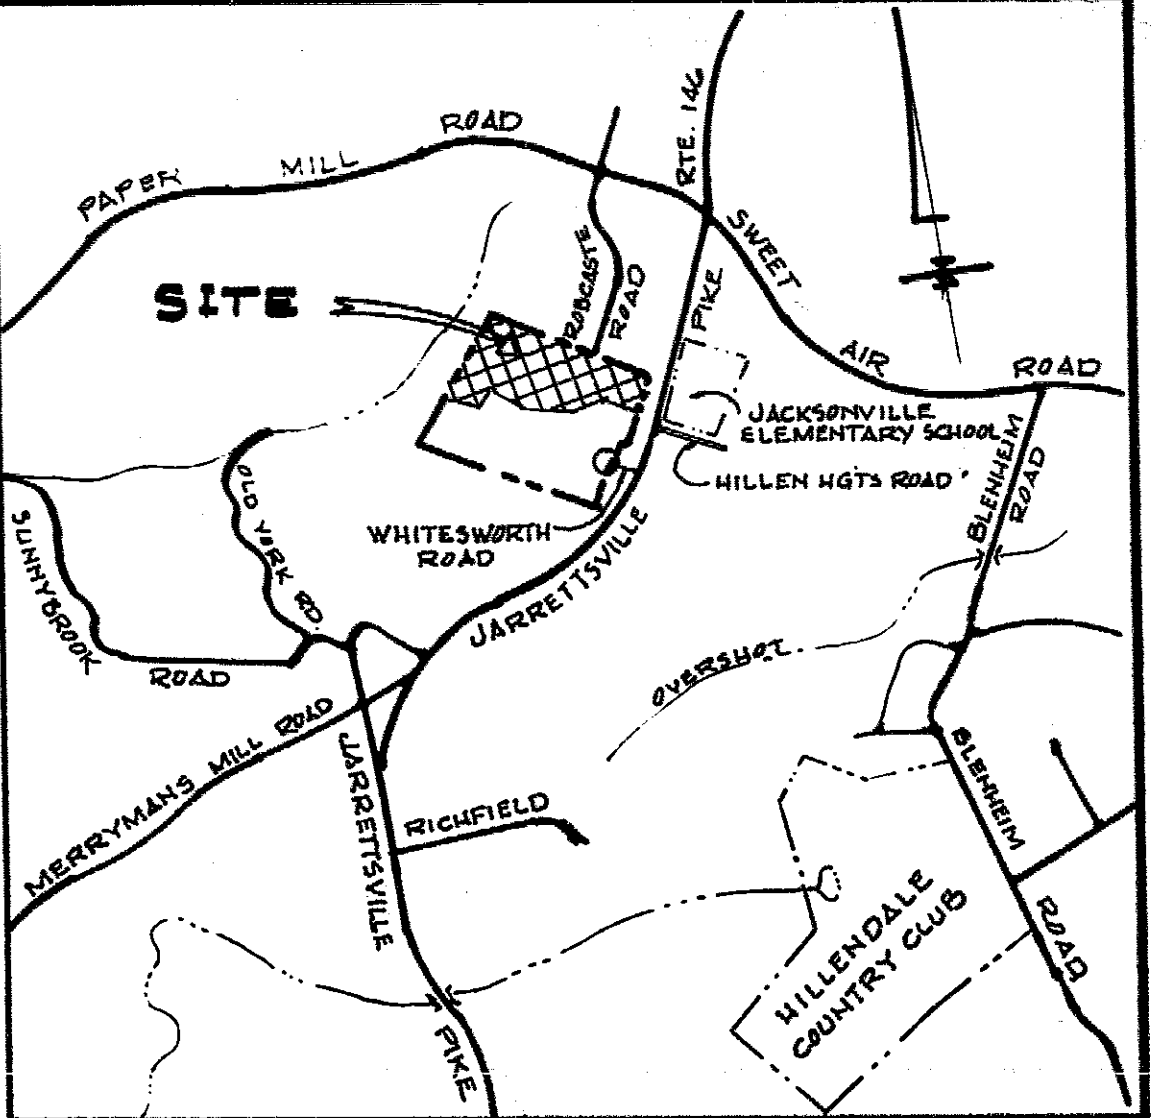 PAPER MILL ROAD
RTE. 146
SWEET AIR ROAD
ROBCASTE ROAD
PIKE
SITE
JACKSONVILLE
ELEMENTARY SCHOOL
HILLEN HGTS ROAD
BLENHEIM
ROAD
OLD YORK RD.
WHITESWORTH
ROAD
JARRETTSVILLE
SUNNYBROOK
ROAD
OVERSHOT
MERRYMANS MILL ROAD
JARRETTSVILLE
PIKE
RICHFIELD
BLENHEIM
ROAD
HILLENDALE
COUNTRY CLUB